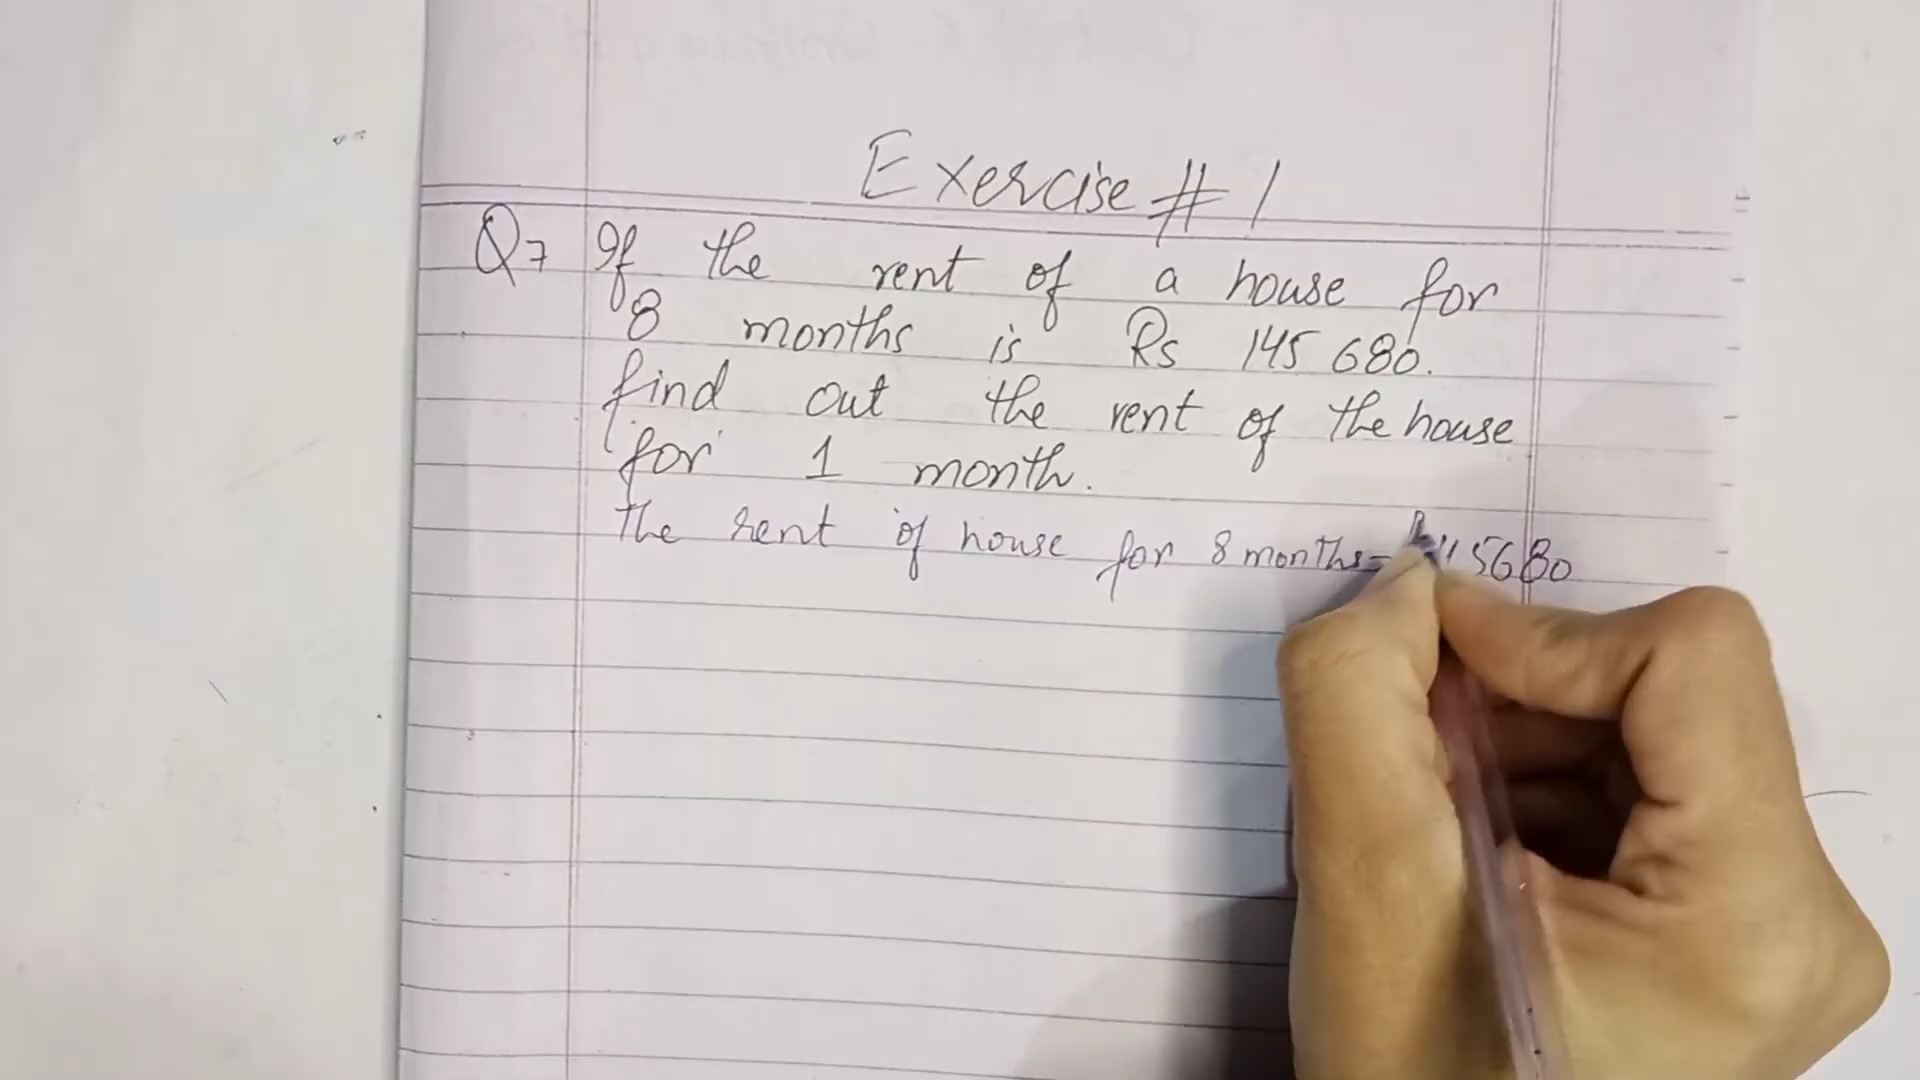 Exercise # 1
Q7 If the rent of a house for
8 months is Rs 145 680.
find out the rent of the house
for 1 month.
The rent of house for 8 months = 145680